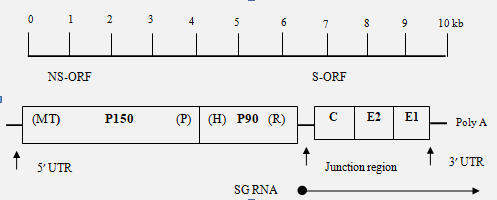 0 1 2 3 4 5 6 7 8 9 10 kb
NS-ORF S-ORF
(MT) P150 (P) (H) P90 (R) C E2 E1 Poly A
5' UTR Junction region 3' UTR
SG RNA